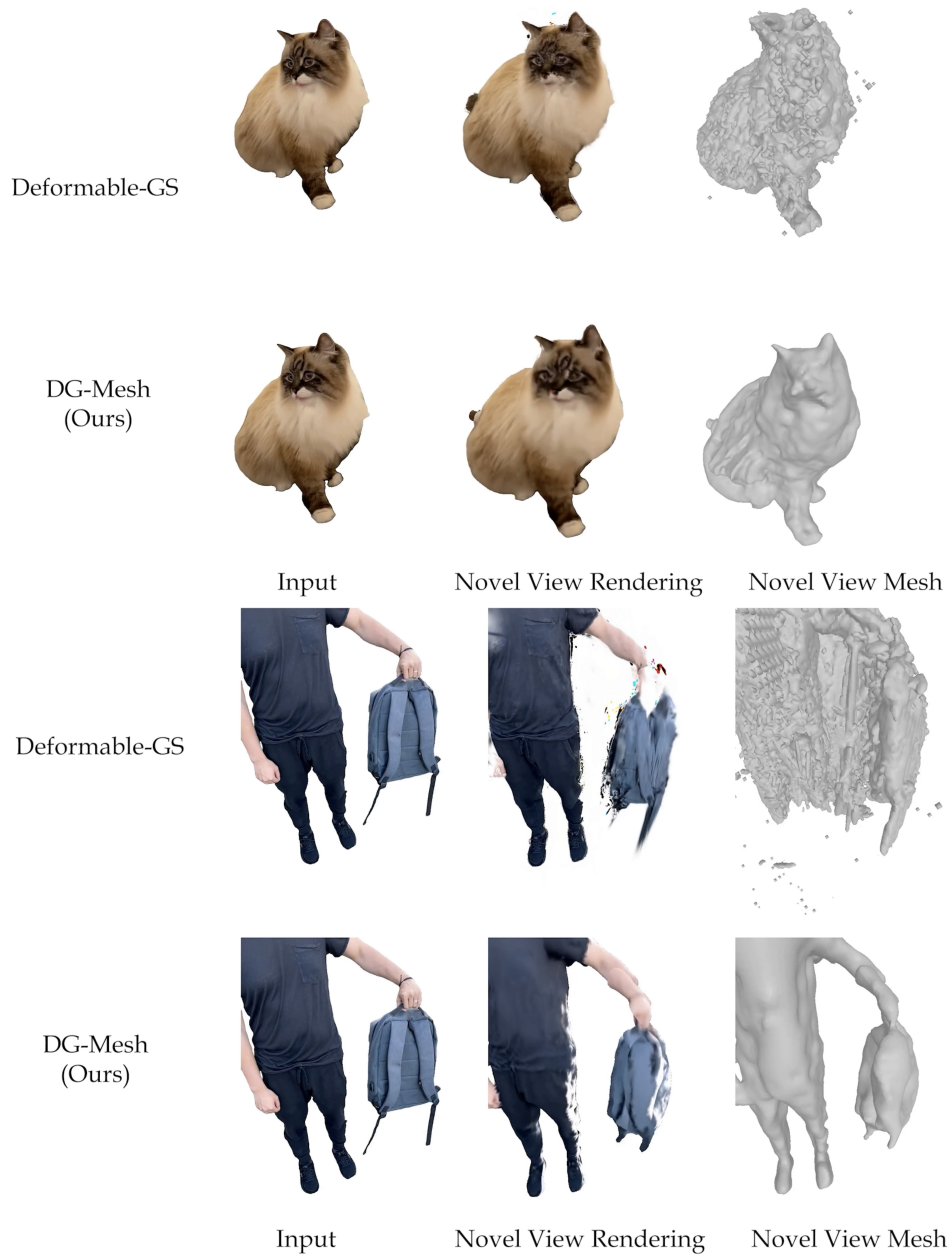 Deformable-GS
DG-Mesh
(Ours)
Input
Novel View Rendering
Novel View Mesh
Deformable-GS
DG-Mesh
(Ours)
Input
Novel View Rendering
Novel View Mesh